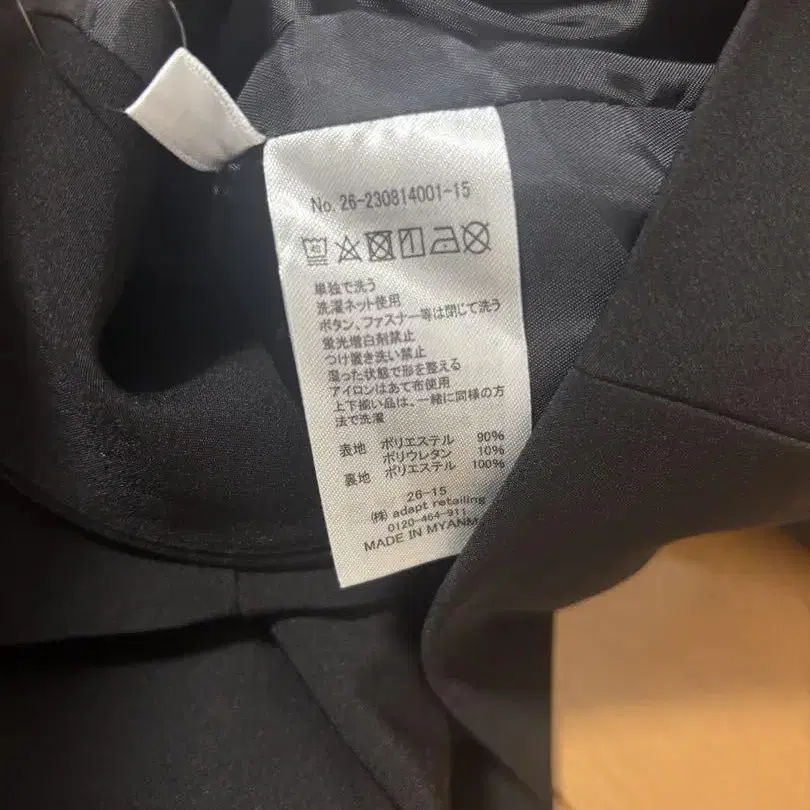 No. 26-230814001-15
40
単独で洗う
洗濯ネット使用
ボタン、ファスナー等は閉じて洗う
蛍光増白剤禁止
つけ置き洗い禁止
湿った状態で形を整える
アイロンはあて布使用
上下揃い品は、一緒に同様の方
法で洗濯
表地 ポリエステル 90%
ポリウレタン 10%
裏地 ポリエステル 100%
26-15
(株) adapt retailing
0120-464-911
MADE IN MYANM